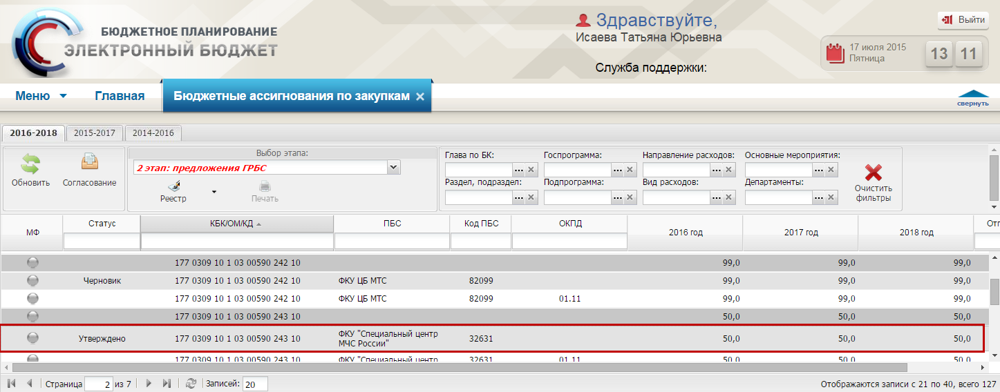 БЮДЖЕТНОЕ ПЛАНИРОВАНИЕ
ЭЛЕКТРОННЫЙ БЮДЖЕТ
Здравствуйте,
Исаева Татьяна Юрьевна
Служба поддержки:
Выйти
17 июля 2015
Пятница
13 11
Меню Главная Бюджетные ассигнования по закупкам
свернуть
2016-2018 2015-2017 2014-2016
Обновить Согласование
Выбор этапа:
2 этап: предложения ГРБС
Реестр Печать
Глава по БК: Госпрограмма: Направление расходов: Основные мероприятия:
Раздел, подраздел: Подпрограмма: Вид расходов: Департаменты:
Очистить
фильтры
МФ Статус КБК/ОМ/КД ПБС Код ПБС ОКПД 2016 год 2017 год 2018 год Отг
177 0309 10 1 03 00590 242 10 99,0 99,0 99,0
Черновик 177 0309 10 1 03 00590 242 10 ФКУ ЦБ МТС 82099 99,0 99,0 99,0
177 0309 10 1 03 00590 242 10 ФКУ ЦБ МТС 82099 01.11 99,0 99,0 99,0
177 0309 10 1 03 00590 243 10 50,0 50,0 50,0
Утверждено 177 0309 10 1 03 00590 243 10 ФКУ "Специальный центр МЧС России" 32631 50,0 50,0 50,0
177 0309 10 1 03 00590 243 10 ФКУ "Специальный центр 32631 01.11 50,0 50,0 50,0
Страница 2 из 7 Записей: 20 Отображаются записи с 21 по 40, всего 127